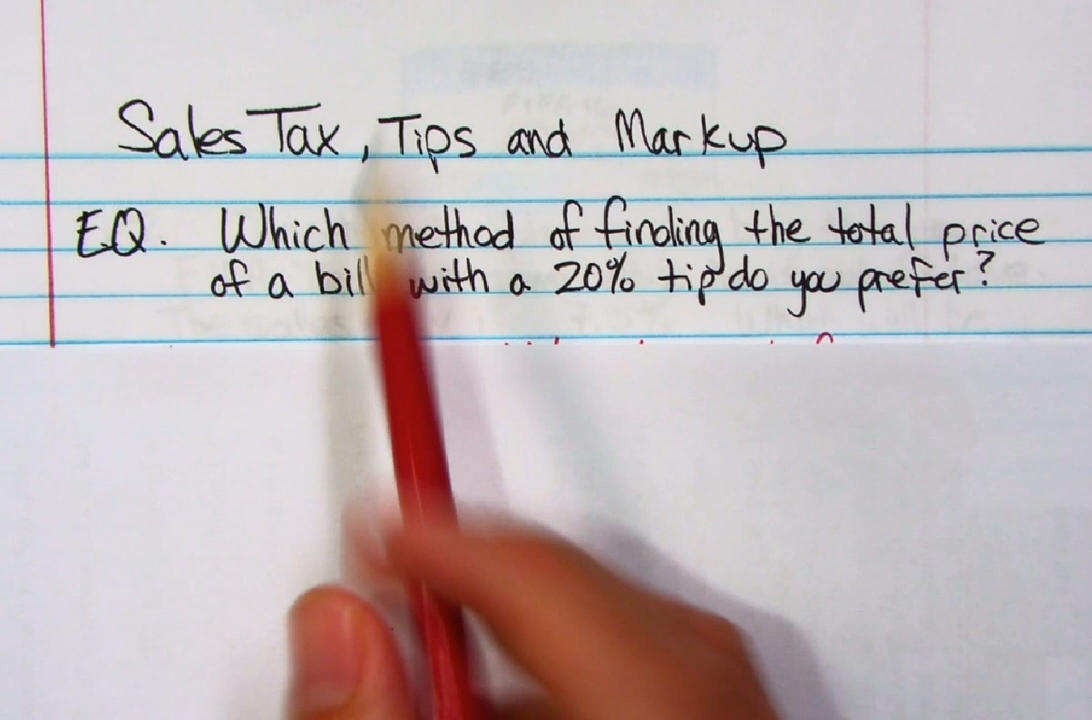 Sales Tax, Tips and Markup
EQ. Which method of finding the total price
of a bill with a 20% tip do you prefer?